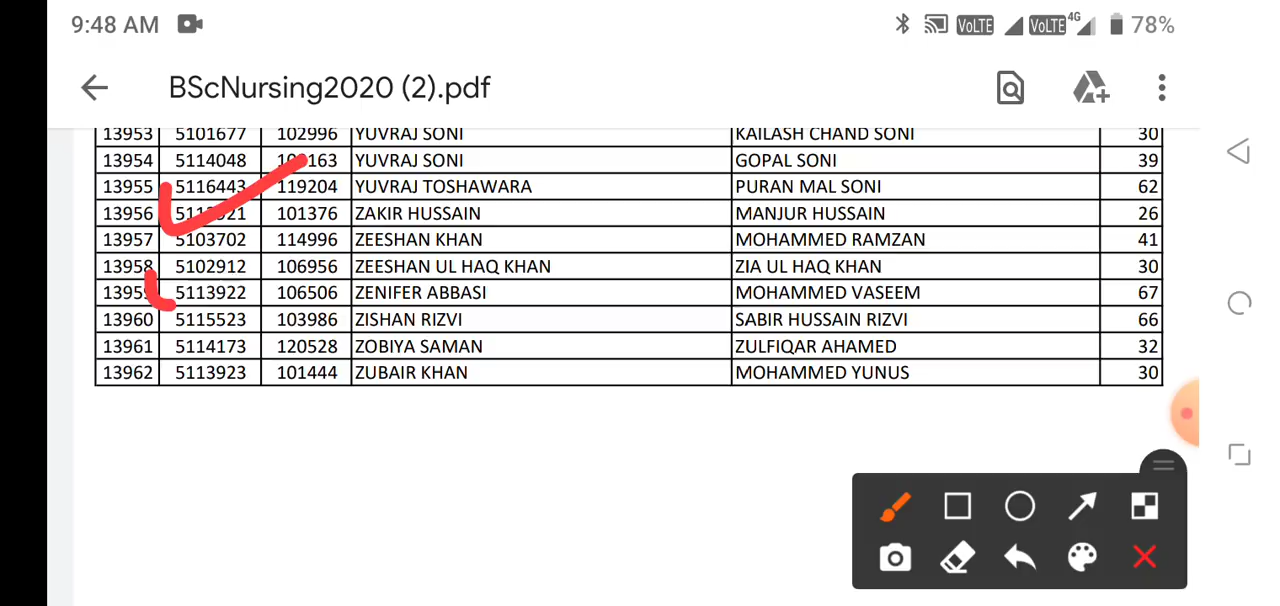 9:48 AM VoLTE VoLTE 4G 78%
BScNursing2020 (2).pdf
13953 5101677 102996 YUVRAJ SONI KAILASH CHAND SONI 30
13954 5114048 YUVRAJ SONI GOPAL SONI 39
13955 5116443 119204 YUVRAJ TOSHAWARA PURAN MAL SONI 62
13956 101376 ZAKIR HUSSAIN MANJUR HUSSAIN 26
13957 5103702 114996 ZEESHAN KHAN MOHAMMED RAMZAN 41
13958 5102912 106956 ZEESHAN UL HAQ KHAN ZIA UL HAQ KHAN 30
13959 5113922 106506 ZENIFER ABBASI MOHAMMED VASEEM 67
13960 5115523 103986 ZISHAN RIZVI SABIR HUSSAIN RIZVI 66
13961 5114173 120528 ZOBIYA SAMAN ZULFIQAR AHAMED 32
13962 5113923 101444 ZUBAIR KHAN MOHAMMED YUNUS 30